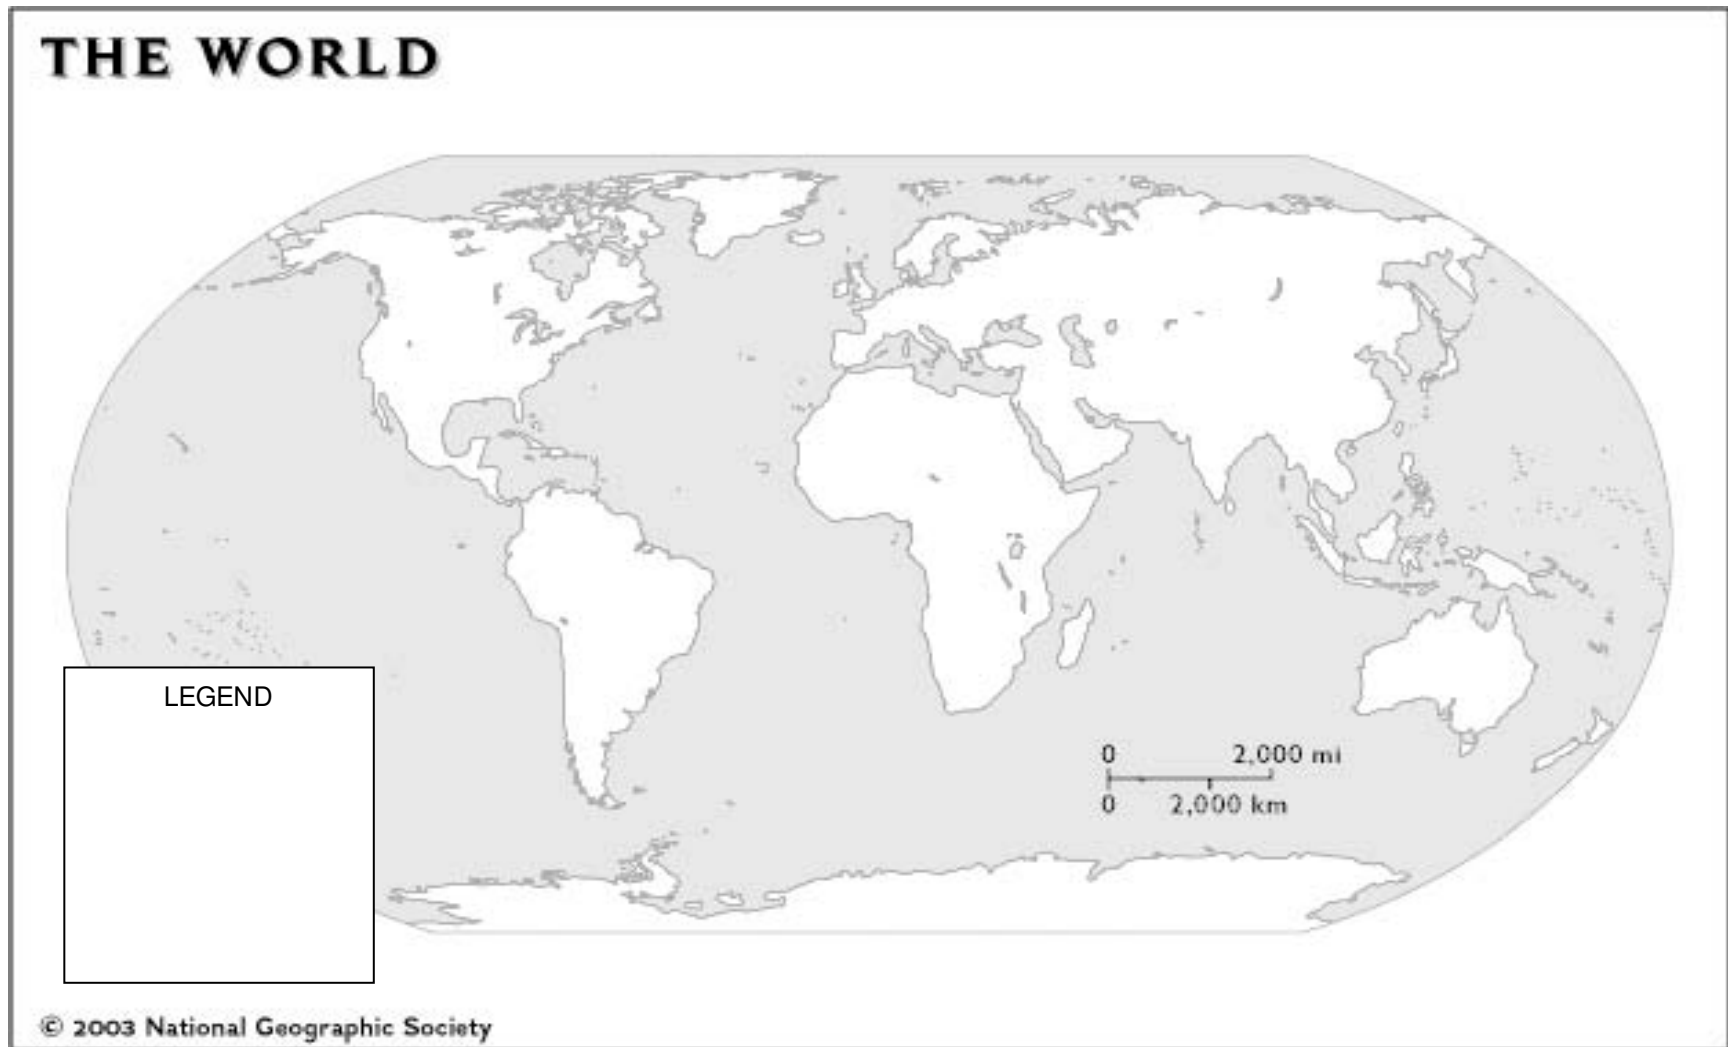 THE WORLD
LEGEND
0 2,000 mi
0 2,000 km
© 2003 National Geographic Society